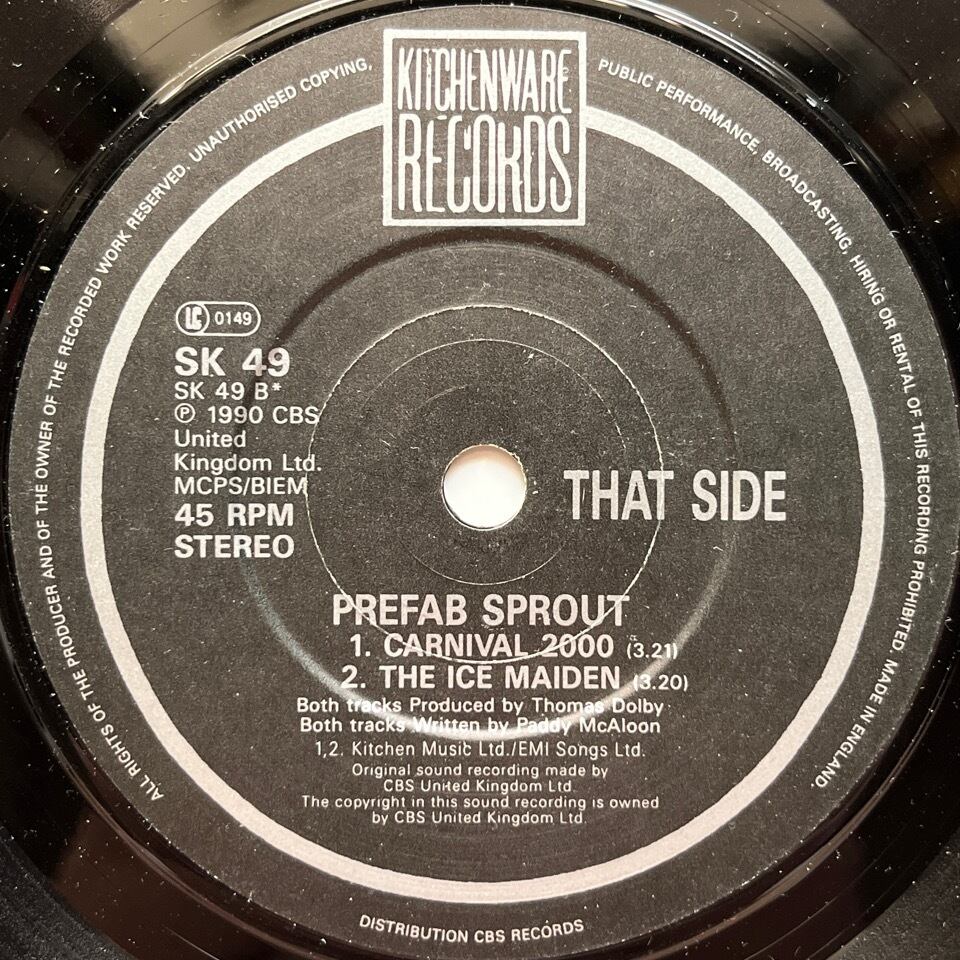 KITCHENWARE
RECORDS
ALL RIGHTS OF THE PRODUCER AND OF THE OWNER OF THE RECORDED WORK RESERVED. UNAUTHORISED COPYING, PUBLIC PERFORMANCE, BROADCASTING, HIRING OR RENTAL OF THIS RECORDING PROHIBITED. MADE IN ENGLAND.
LC 0149
SK 49
SK 49 B*
℗ 1990 CBS
United
Kingdom Ltd.
MCPS/BIEM
45 RPM
STEREO
THAT SIDE
PREFAB SPROUT
1. CARNIVAL 2000 (3.21)
2. THE ICE MAIDEN (3.20)
Both tracks Produced by Thomas Dolby
Both tracks Written by Paddy McAloon
1,2. Kitchen Music Ltd./EMI Songs Ltd.
Original sound recording made by
CBS United Kingdom Ltd.
The copyright in this sound recording is owned
by CBS United Kingdom Ltd.
DISTRIBUTION CBS RECORDS